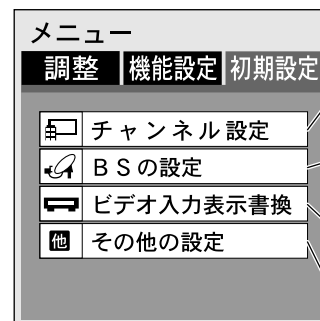 メニュー
調整 機能設定 初期設定
チャンネル設定
BSの設定
ビデオ入力表示書換
他 その他の設定